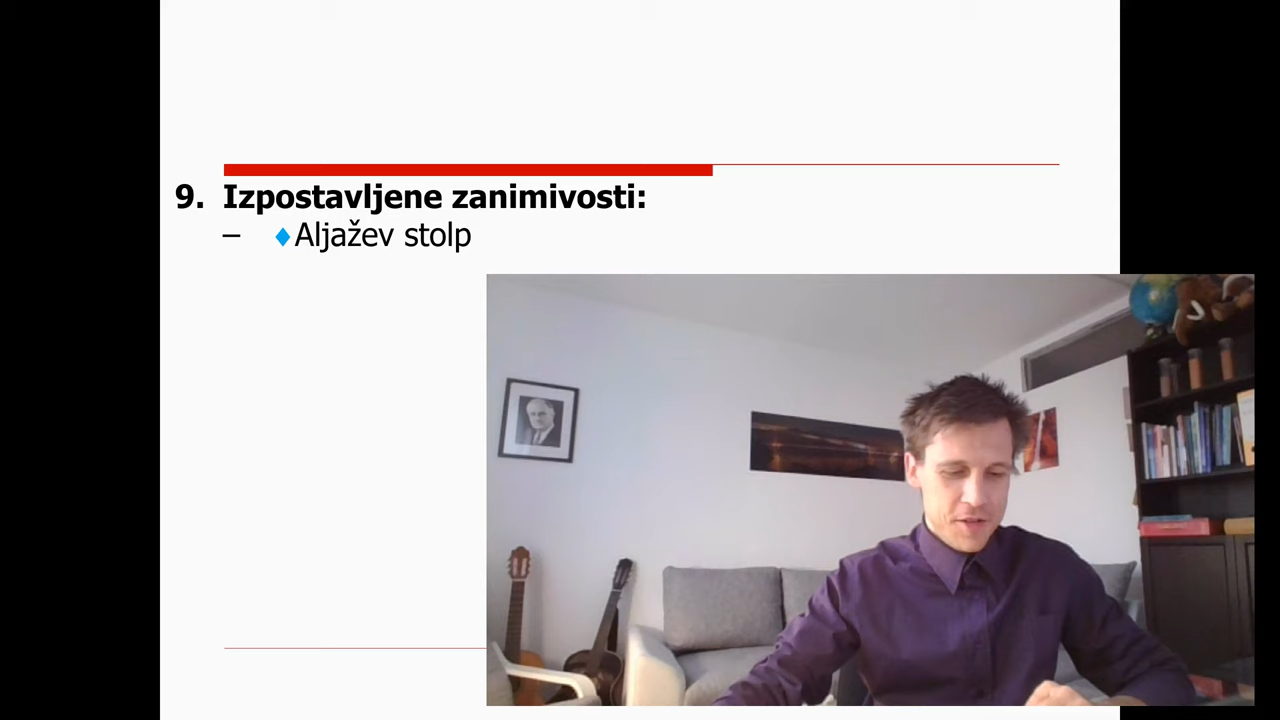 9. Izpostavljene zanimivosti:
– ♦Aljažev stolp